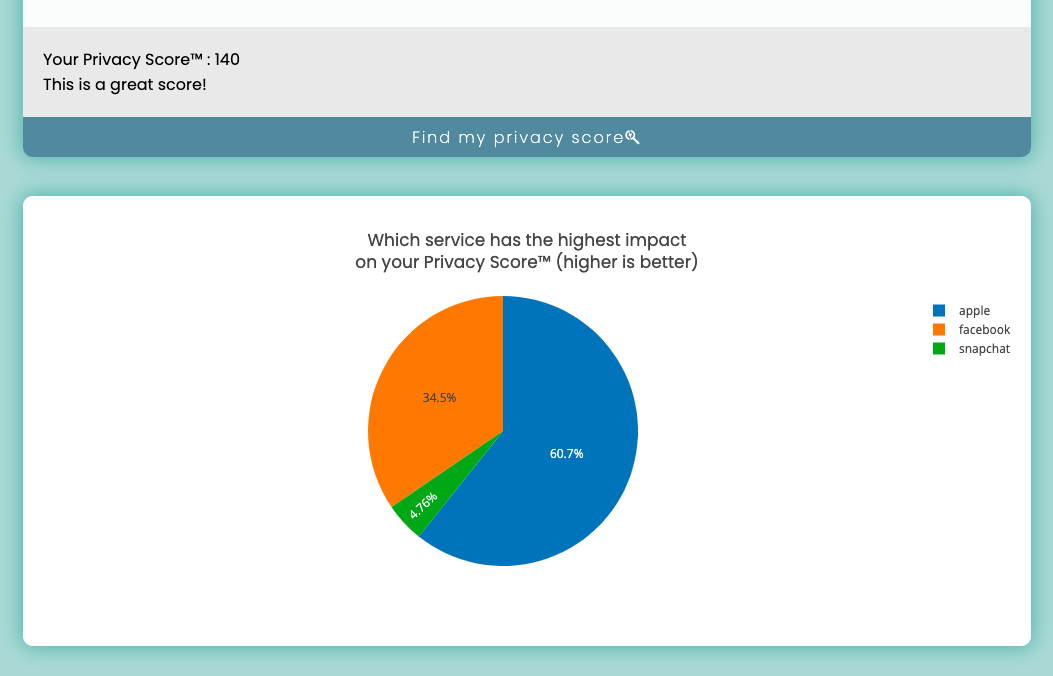 Your Privacy Score™ : 140
This is a great score!
Find my privacy score
Which service has the highest impact
on your Privacy Score™ (higher is better)
apple
facebook
snapchat
34.5%
60.7%
4.76%